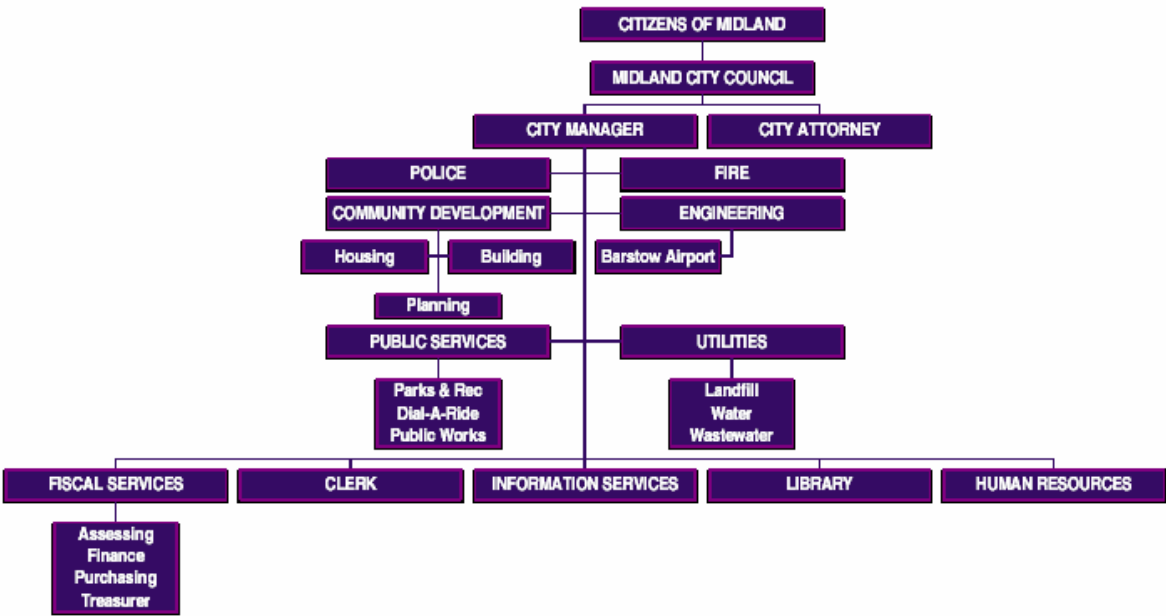 CITIZENS OF MIDLAND
MIDLAND CITY COUNCIL
CITY MANAGER
CITY ATTORNEY
POLICE
FIRE
COMMUNITY DEVELOPMENT
ENGINEERING
Housing
Building
Barstow Airport
Planning
PUBLIC SERVICES
UTILITIES
Parks & Rec
Dial-A-Ride
Public Works
Landfill
Water
Wastewater
FISCAL SERVICES
CLERK
INFORMATION SERVICES
LIBRARY
HUMAN RESOURCES
Assessing
Finance
Purchasing
Treasurer